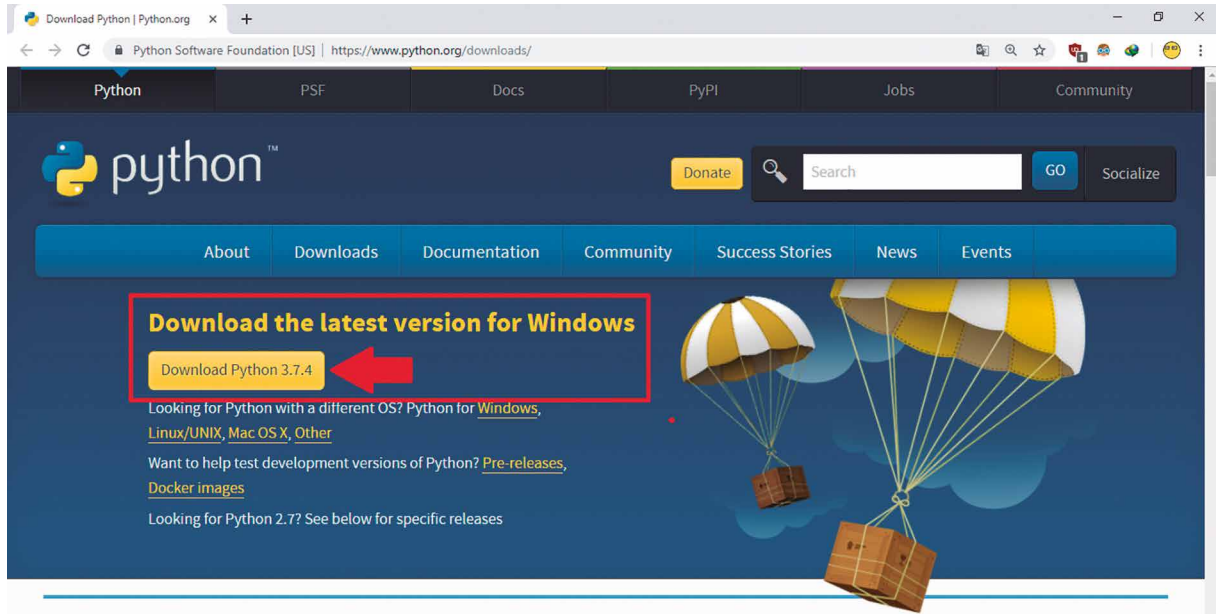 Download Python | Python.org
Python Software Foundation [US] | https://www.python.org/downloads/
1
Python PSF Docs PyPI Jobs Community
python™
Donate Search GO Socialize
About Downloads Documentation Community Success Stories News Events
Download the latest version for Windows
Download Python 3.7.4
Looking for Python with a different OS? Python for Windows,
Linux/UNIX, Mac OS X, Other
Want to help test development versions of Python? Pre-releases,
Docker images
Looking for Python 2.7? See below for specific releases